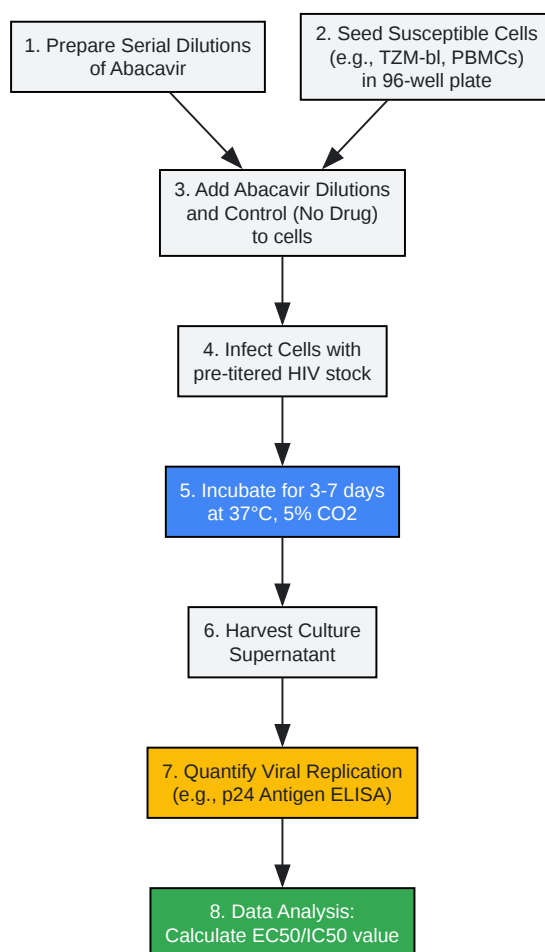 1. Prepare Serial Dilutions
of Abacavir
2. Seed Susceptible Cells
(e.g., TZM-bl, PBMCs)
in 96-well plate
3. Add Abacavir Dilutions
and Control (No Drug)
to cells
4. Infect Cells with
pre-titered HIV stock
5. Incubate for 3-7 days
at 37°C, 5% CO2
6. Harvest Culture
Supernatant
7. Quantify Viral Replication
(e.g., p24 Antigen ELISA)
8. Data Analysis:
Calculate EC50/IC50 value